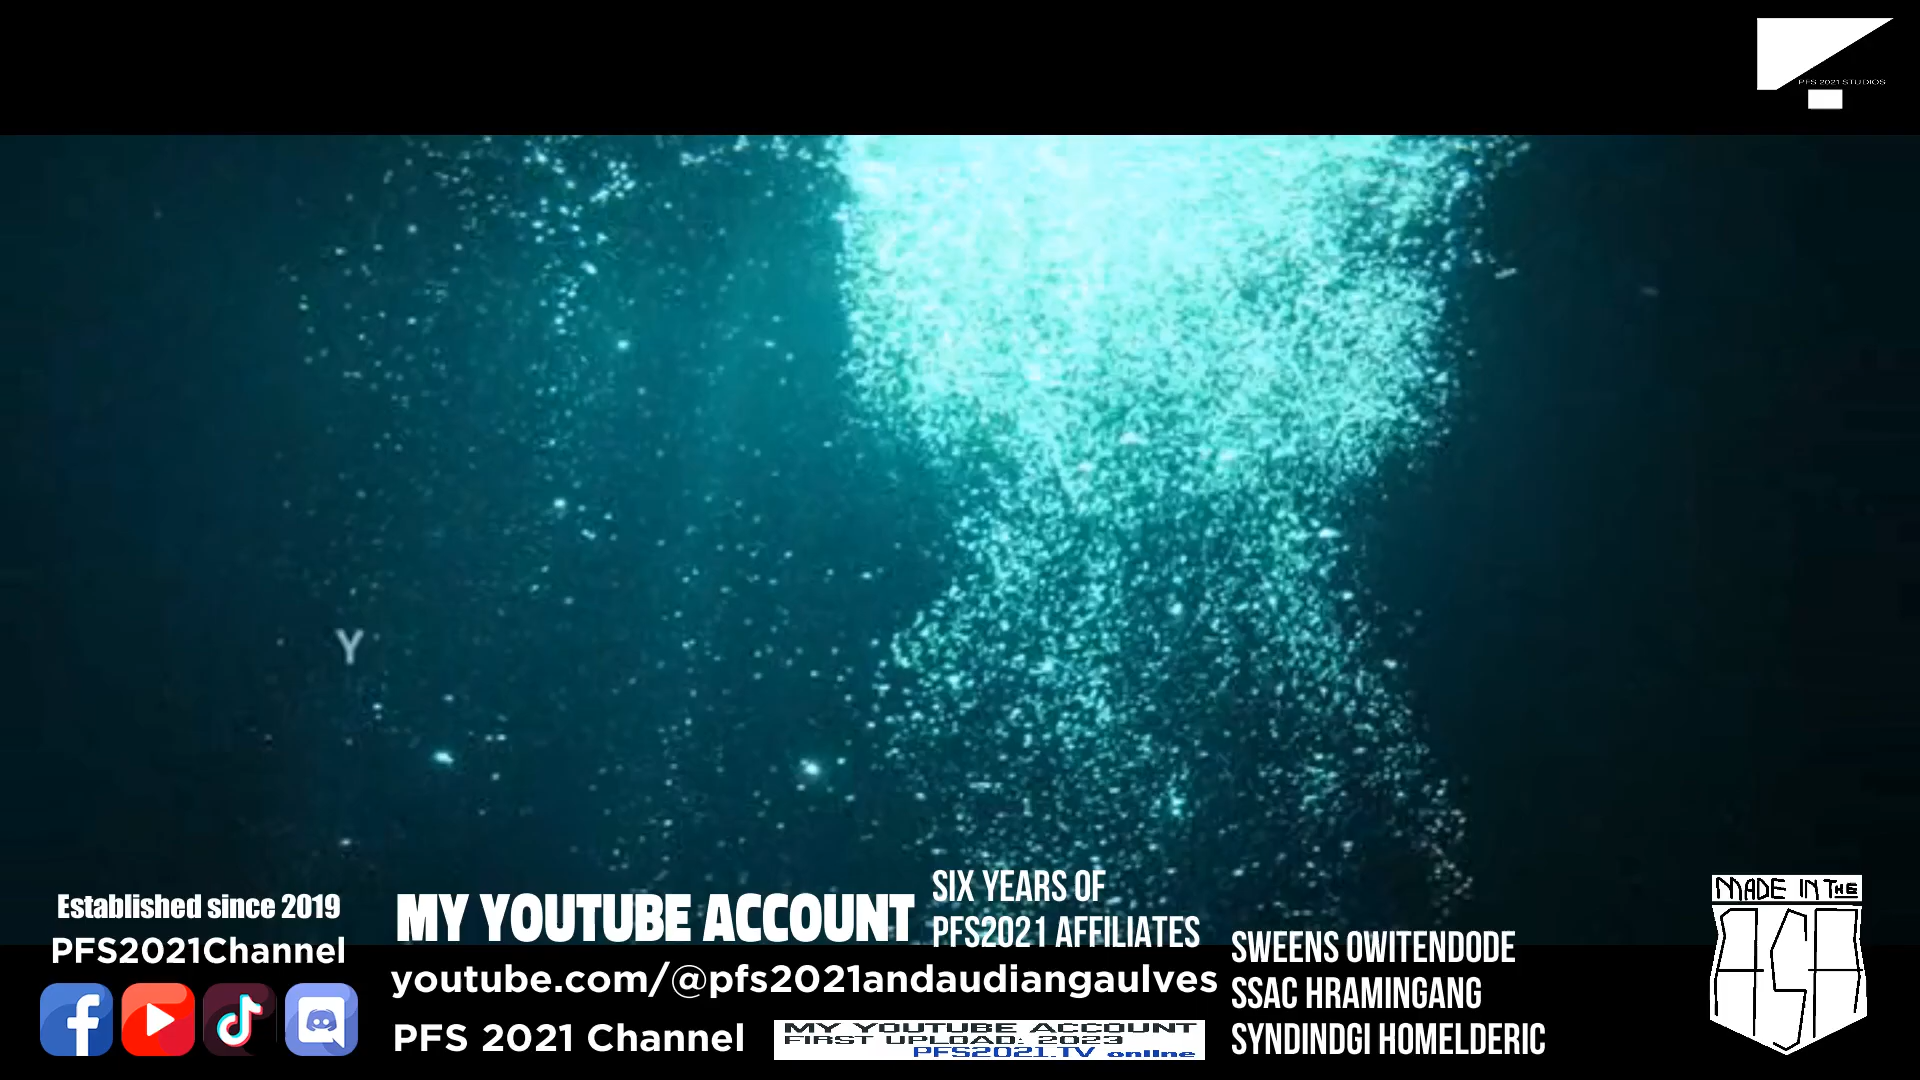 PFS 2021 STUDIOS
Y
Established since 2019
PFS2021Channel
MY YOUTUBE ACCOUNT
SIX YEARS OF
PFS2021 AFFILIATES
youtube.com/@pfs2021andaudiangaulves
PFS 2021 Channel
MY YOUTUBE ACCOUNT
FIRST UPLOAD: 2023
PFS2021.TV online
SWEENS OWITENDODE
SSAC HRAMINGANG
SYNDINDGI HOMELDERIC
MADE IN THE